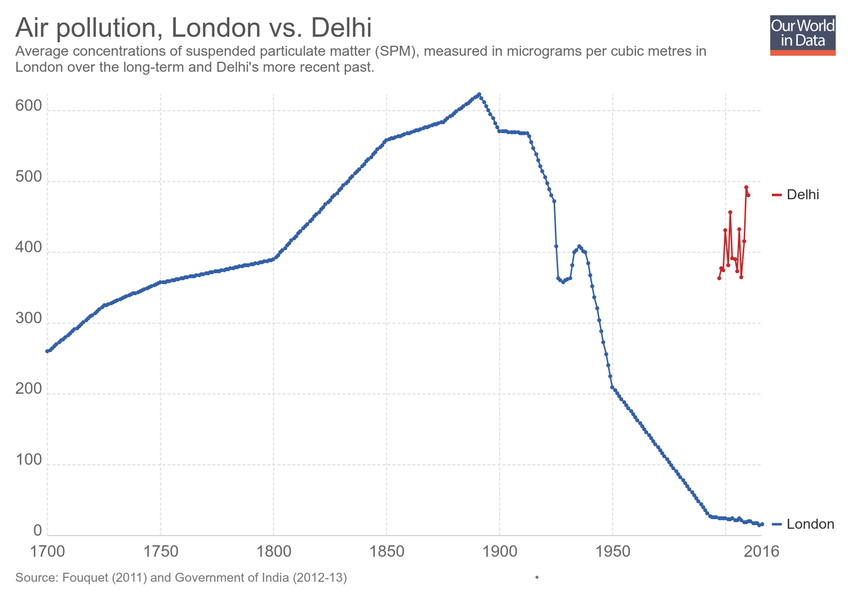 Air pollution, London vs. Delhi
Our World
in Data
Average concentrations of suspended particulate matter (SPM), measured in micrograms per cubic metres in
London over the long-term and Delhi's more recent past.
600
500
400
300
200
100
0
Delhi
London
1700
1750
1800
1850
1900
1950
2016
Source: Fouquet (2011) and Government of India (2012-13)